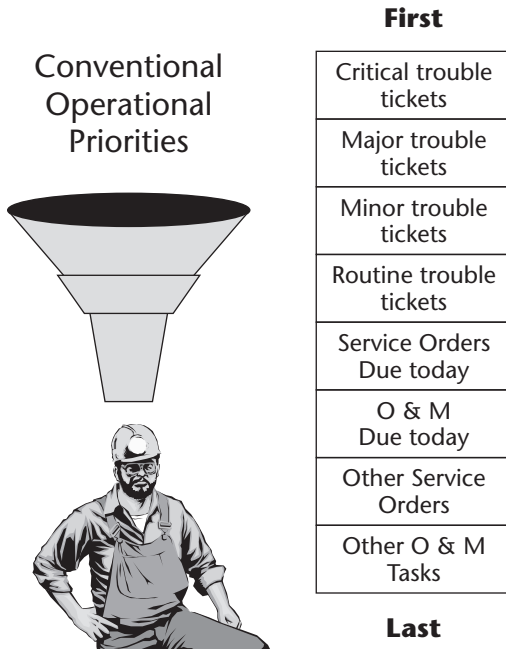 Conventional
Operational
Priorities
First
Critical trouble
tickets
Major trouble
tickets
Minor trouble
tickets
Routine trouble
tickets
Service Orders
Due today
O & M
Due today
Other Service
Orders
Other O & M
Tasks
Last